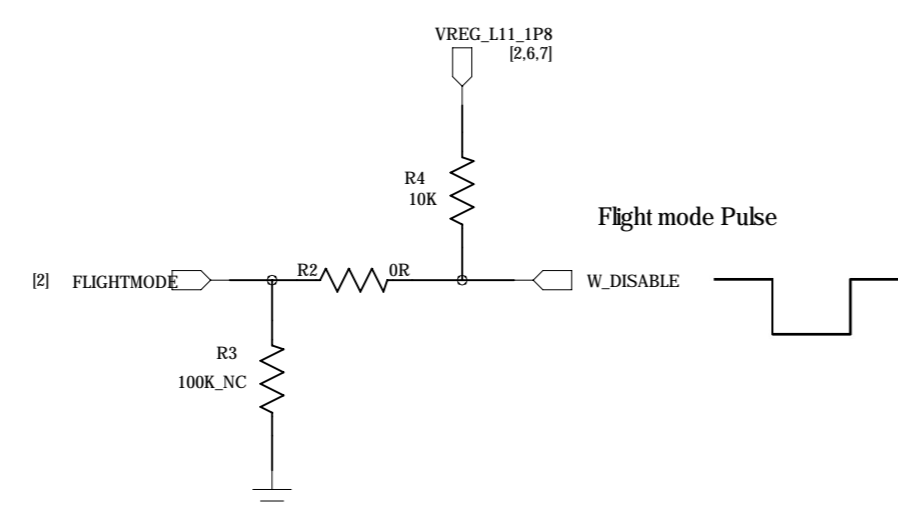 VREG_L11_1P8
[2,6,7]
R4
10K
Flight mode Pulse
[2] FLIGHTMODE
R2 0R
W_DISABLE
R3
100K_NC